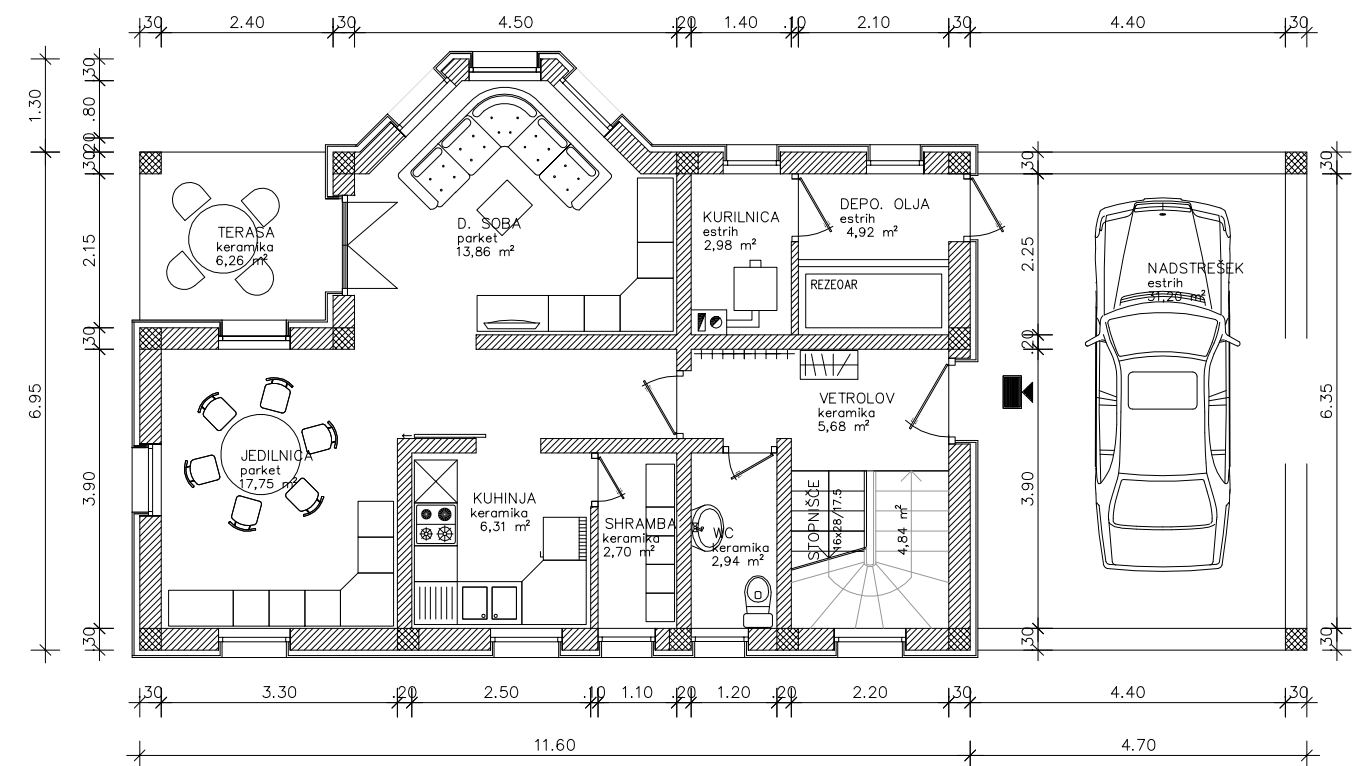 .30 2.40 .30 4.50 .20 1.40 .10 2.10 .30 4.40 .30
1.30
.30
.80
.20
.30
2.15
.30
6.95
3.90
.30
TERASA
keramika
6,26 m²
D. SOBA
parket
13,86 m²
KURILNICA
estrih
2,98 m²
DEPO. OLJA
estrih
4,92 m²
REZEOAR
NADSTREŠEK
estrih
31,20 m²
.30
2.25
.20
3.90
.30
.30
6.35
.30
VETROLOV
keramika
5,68 m²
JEDILNICA
parket
17,75 m²
KUHINJA
keramika
6,31 m²
SHRAMBA
keramika
2,70 m²
WC
keramika
2,94 m²
STOPNIŠČE
16x28/17.5
4,84 m²
.30 3.30 .20 2.50 .10 1.10 .20 1.20 .20 2.20 .30 4.40 .30
11.60 4.70